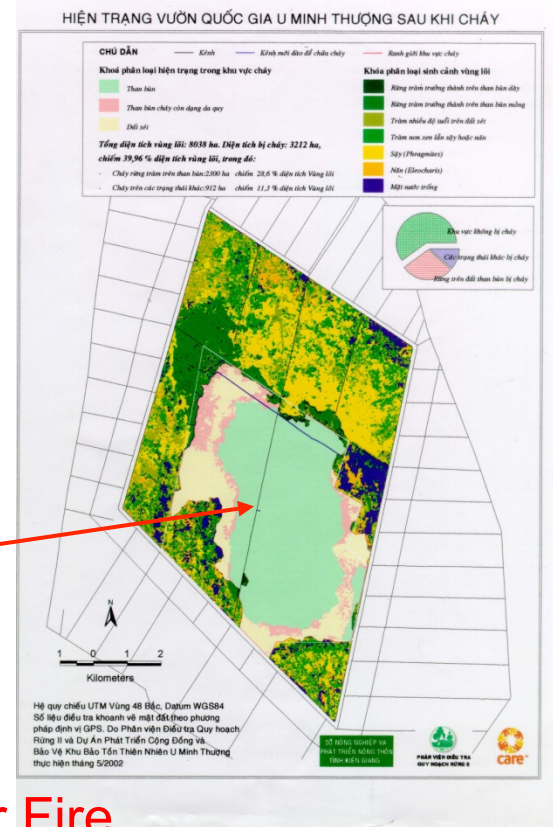 HIỆN TRẠNG VƯỜN QUỐC GIA U MINH THƯỢNG SAU KHI CHÁY
CHÚ DẪN
Kênh
Kênh mới đào để chữa cháy
Ranh giới khu vực cháy
Khoá phân loại hiện trạng trong khu vực cháy
Than bùn
Than bùn cháy còn dạng da quy
Đất sét
Tổng diện tích vùng lõi: 8038 ha. Diện tích bị cháy: 3212 ha,
chiếm 39,96 % diện tích vùng lõi, trong đó:
- Cháy rừng tràm trên than bùn:2300 ha chiếm 28,6 % diện tích Vùng lõi
- Cháy trên các trạng thái khác:912 ha chiếm 11,3 % diện tích Vùng lõi
Khóa phân loại sinh cảnh vùng lõi
Rừng tràm trưởng thành trên than bùn dày
Rừng tràm trưởng thành trên than bùn mỏng
Tràm nhiều độ tuổi trên đất sét
Tràm non xen lẫn sậy hoặc năn
Sậy (Phragmites)
Năn (Eleocharis)
Mặt nước trống
Khu vực không bị cháy
Các trạng thái khác bị cháy
Rừng trên đất than bùn bị cháy
N
1 0 1 2
Kilometers
Hệ quy chiếu UTM Vùng 48 Bắc, Datum WGS84
Số liệu điều tra khoanh vẽ mặt đất theo phương
pháp định vị GPS. Do Phân viện Điều tra Quy hoạch
Rừng II và Dự Án Phát Triển Cộng Đồng và
Bảo Vệ Khu Bảo Tồn Thiên Nhiên U Minh Thượng
thực hiện tháng 5/2002
SỞ NÔNG NGHIỆP VÀ
PHÁT TRIỂN NÔNG THÔN
TỈNH KIÊN GIANG
PHÂN VIỆN ĐIỀU TRA
QUY HOẠCH RỪNG II
care
r Fire